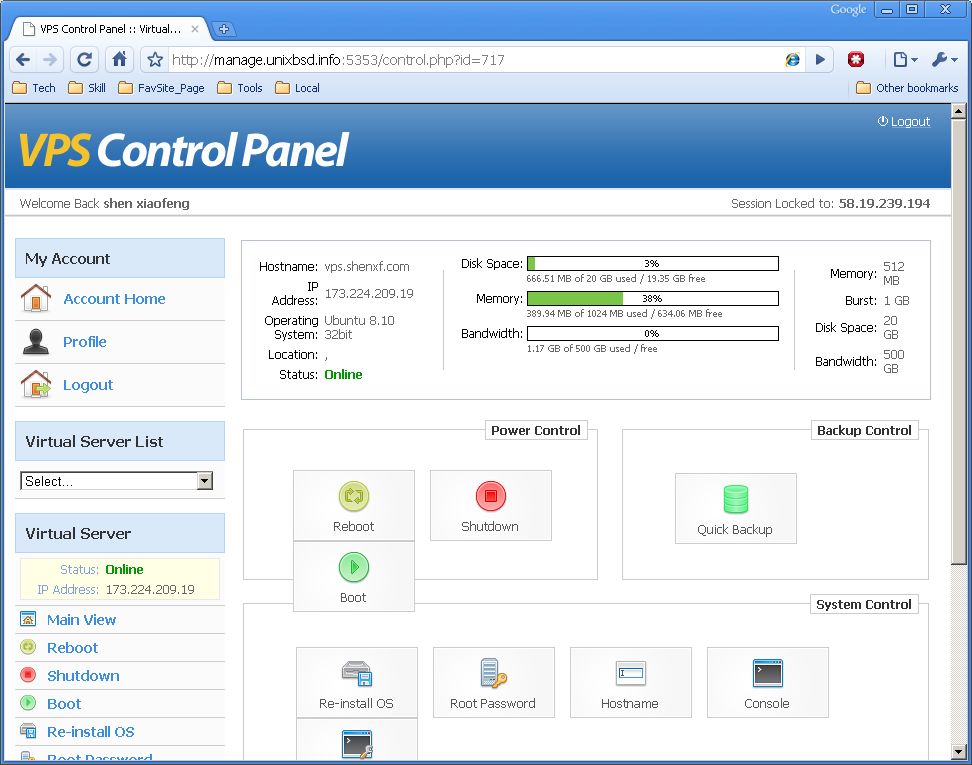 Google
VPS Control Panel :: Virtual...
http://manage.unixbsd.info:5353/control.php?id=717
Tech Skill FavSite_Page Tools Local Other bookmarks
Logout
VPS Control Panel
Welcome Back shen xiaofeng
Session Locked to: 58.19.239.194
My Account
Account Home
Profile
Logout
Virtual Server List
Select...
Virtual Server
Status: Online
IP Address: 173.224.209.19
Main View
Reboot
Shutdown
Boot
Re-install OS
Root Password
Hostname: vps.shenxf.com
IP
Address: 173.224.209.19
Operating Ubuntu 8.10
System: 32bit
Location: ,
Status: Online
Disk Space: 3%
666.51 MB of 20 GB used / 19.35 GB free
Memory: 38%
389.94 MB of 1024 MB used / 634.06 MB free
Bandwidth: 0%
1.17 GB of 500 GB used / free
Memory: 512
MB
Burst: 1 GB
Disk Space: 20
GB
Bandwidth: 500
GB
Power Control
Reboot
Shutdown
Boot
Backup Control
Quick Backup
System Control
Re-install OS
Root Password
Hostname
Console